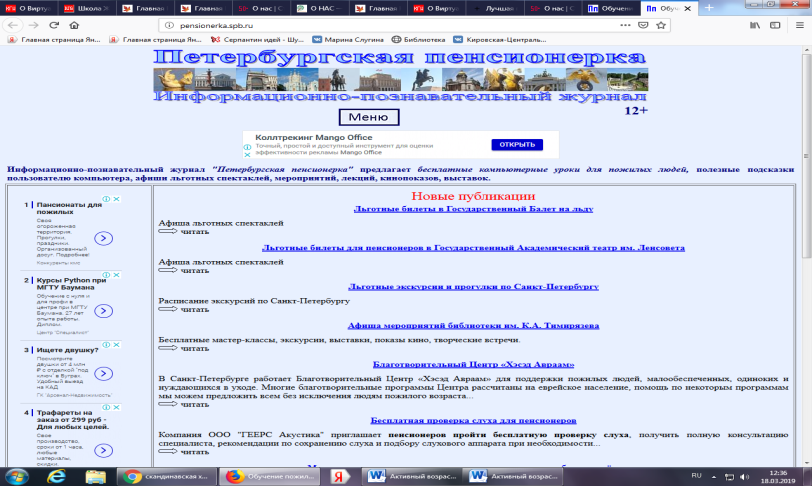 О Вирту
Школа Ж
Главная
50+ О нас | С
О НАС —
Главная
О Вирту
Главная
О Вирту
Лучшая
50+ О нас | С
Обучени
Обуч
pensionerka.spb.ru
Главная страница Ян...
Главная страница Ян...
Серпантин идей - Шу...
Марина Слугина
Библиотека
Кировская-Централь...
Петербургская пенсионерка
Информационно-познавательный журнал
Меню
12+
Коллтрекинг Mango Office
Точный, простой и доступный инструмент для оценки
эффективности рекламы Mango Office
ОТКРЫТЬ
Информационно-познавательный журнал "Петербургская пенсионерка" предлагает бесплатные компьютерные уроки для пожилых людей, полезные подсказки
пользователю компьютера, афиши льготных спектаклей, мероприятий, лекций, кинопоказов, выставок.
1 Пансионаты для
пожилых
Своя
огороженная
территория.
Прогулки,
праздники.
Организованный
досуг. Подробнее!
2 Курсы Python при
МГТУ Баумана
Обучение с нуля и
для профи в
центре при МГТУ
Баумана. 27 лет
опыта работы.
Диплом.
Центр "Специалист"
3 Ищете двушку?
Посмотрите
двушки от 4 млн
₽ с отделкой "под
ключ" в Буграх.
Удобный выезд
на КАД
ГК "Арсенал-Недвижимость"
4 Трафареты на
заказ от 299 руб -
Для любых целей.
Свое
производство,
сроки от 1 часа,
любые
материалы,
скидки.
Новые публикации
Льготные билеты в Государственный Балет на льду
Афиша льготных спектаклей
читать
Льготные билеты для пенсионеров в Государственный Академический театр им. Ленсовета
Афиша льготных спектаклей
читать
Льготные экскурсии и прогулки по Санкт-Петербургу
Расписание экскурсий по Санкт-Петербургу
читать
Афиша мероприятий библиотеки им. К.А. Тимирязева
Бесплатные мастер-классы, экскурсии, выставки, показы кино, творческие встречи.
читать
Благотворительный Центр «Хэсэд Авраам»
В Санкт-Петербурге работает Благотворительный Центр «Хэсэд Авраам» для поддержки пожилых людей, малообеспеченных, одиноких и
нуждающихся в уходе. Многие благотворительные программы Центра рассчитаны на еврейское население, помощь по некоторым программам
мы можем предложить всем без исключения людям пожилого возраста...
читать
Бесплатная проверка слуха для пенсионеров
Компания ООО "ГЕЕРС Акустика" приглашает пенсионеров пройти бесплатную проверку слуха, получить полную консультацию
специалиста, рекомендации по сохранению слуха и подбору слухового аппарата при необходимости...
читать
скандинавская х...
Обучение пожил...
Активный возрас...
Активный возрас...
RU
12:36
18.03.2019